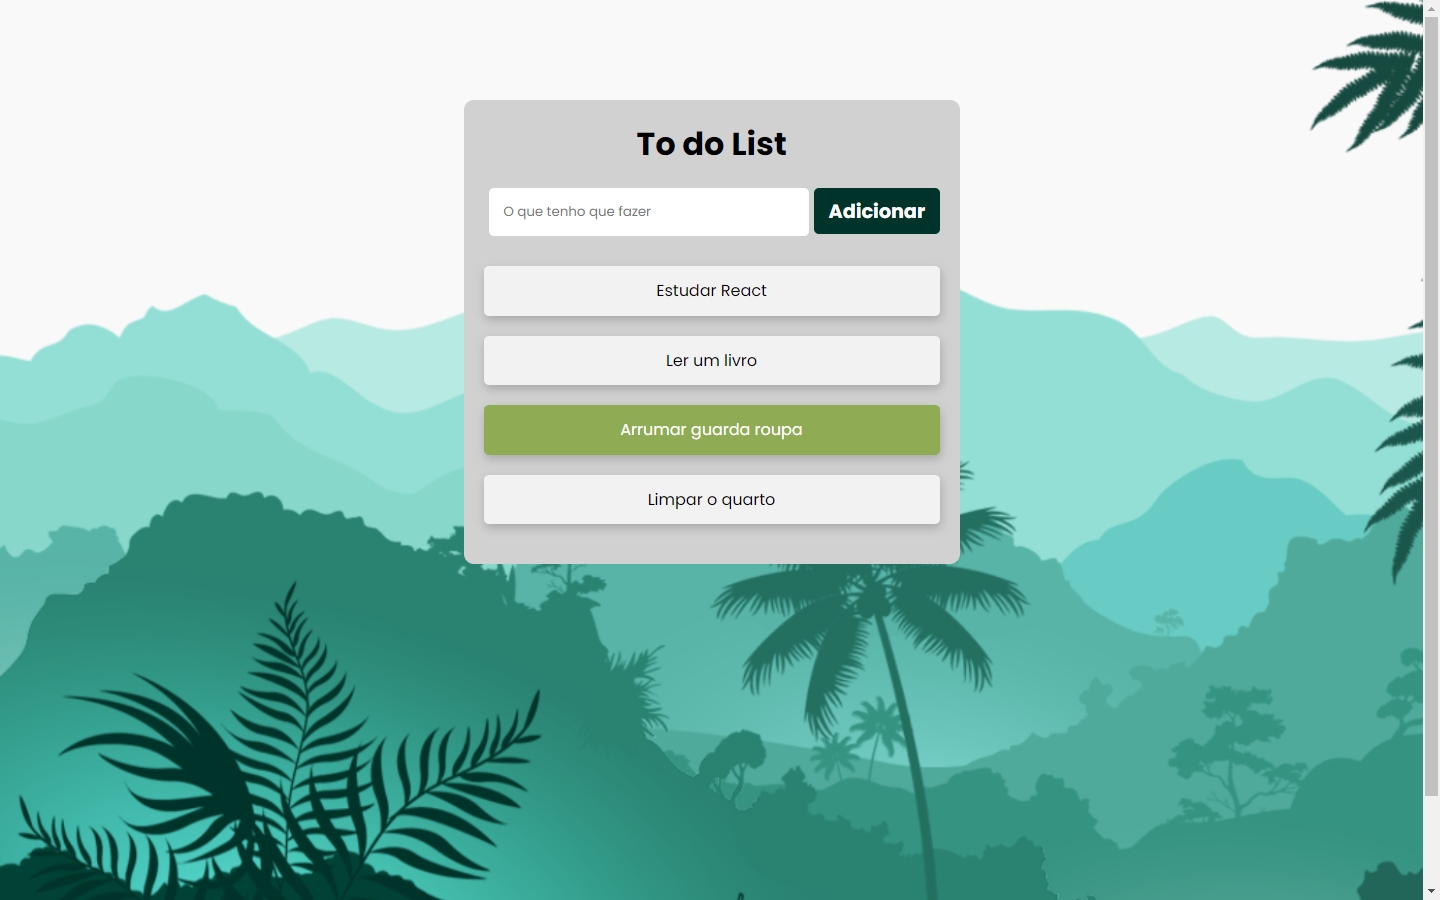 To do List
O que tenho que fazer
Adicionar
Estudar React
Ler um livro
Arrumar guarda roupa
Limpar o quarto